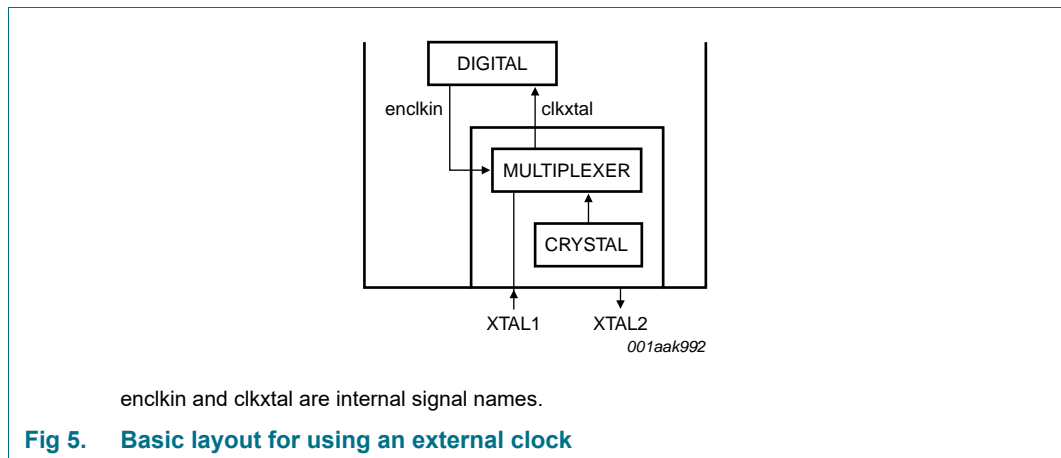 DIGITAL
enclkin
clkxtal
MULTIPLEXER
CRYSTAL
XTAL1
XTAL2
001aak992
enclkin and clkxtal are internal signal names.
Fig 5. Basic layout for using an external clock